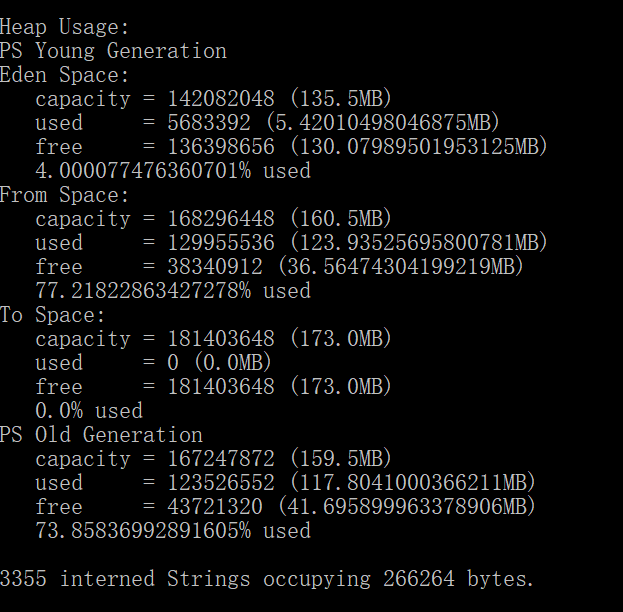 Heap Usage:
PS Young Generation
Eden Space:
   capacity = 142082048 (135.5MB)
   used     = 5683392 (5.42010498046875MB)
   free     = 136398656 (130.07989501953125MB)
   4.000077476360701% used
From Space:
   capacity = 168296448 (160.5MB)
   used     = 129955536 (123.93525695800781MB)
   free     = 38340912 (36.56474304199219MB)
   77.21822863427278% used
To Space:
   capacity = 181403648 (173.0MB)
   used     = 0 (0.0MB)
   free     = 181403648 (173.0MB)
   0.0% used
PS Old Generation
   capacity = 167247872 (159.5MB)
   used     = 123526552 (117.8041000366211MB)
   free     = 43721320 (41.695899963378906MB)
   73.85836992891605% used
3355 interned Strings occupying 266264 bytes.